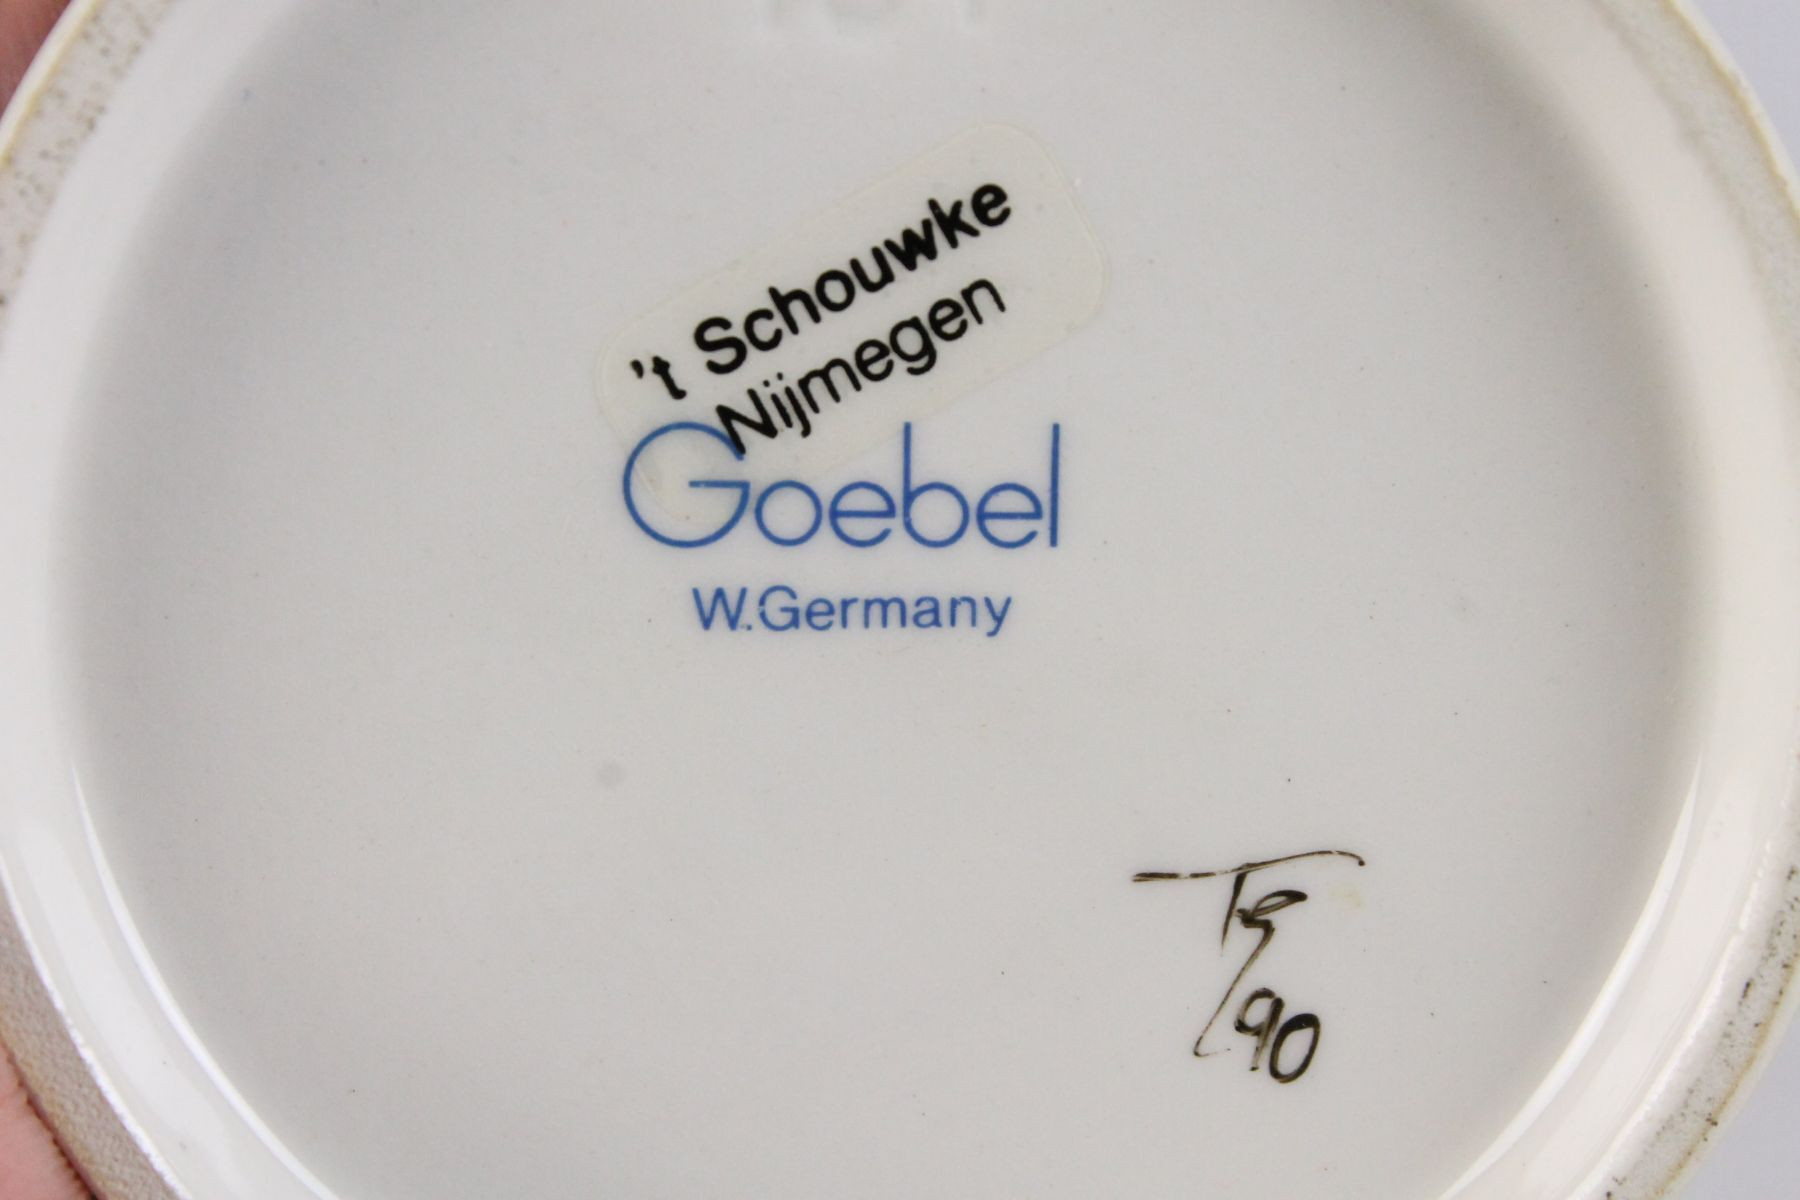 't Schouwke
Nijmegen
Goebel
W.Germany
90